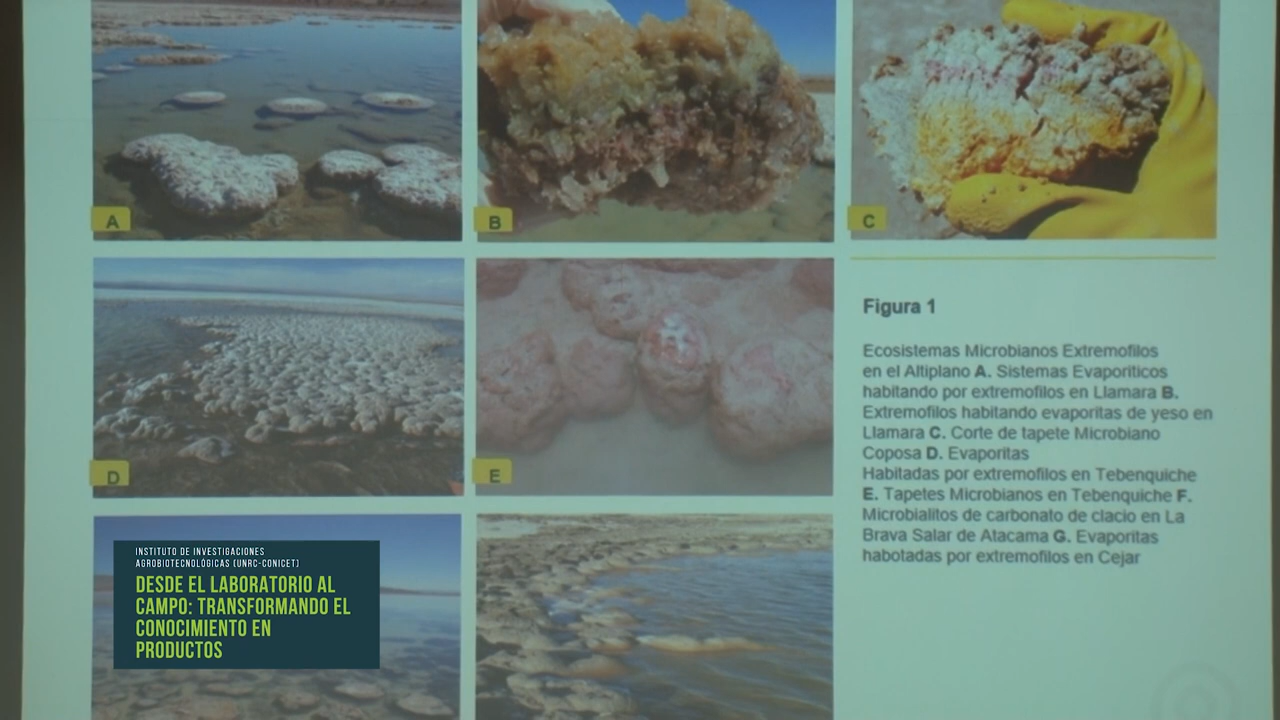 A
B
C
D
E
Figura 1
Ecosistemas Microbianos Extremofilos
en el Altiplano A. Sistemas Evaporíticos
habitando por extremofilos en Llamara B.
Extremofilos habitando evaporitas de yeso en
Llamara C. Corte de tapete Microbiano
Coposa D. Evaporitas
Habitadas por extremofilos en Tebenquiche
E. Tapetes Microbianos en Tebenquiche F.
Microbialitos de carbonato de clacio en La
Brava Salar de Atacama G. Evaporitas
habotadas por extremofilos en Cejar
INSTITUTO DE INVESTIGACIONES
AGROBIOTECNOLÓGICAS (UNRC-CONICET)
DESDE EL LABORATORIO AL
CAMPO: TRANSFORMANDO EL
CONOCIMIENTO EN
PRODUCTOS